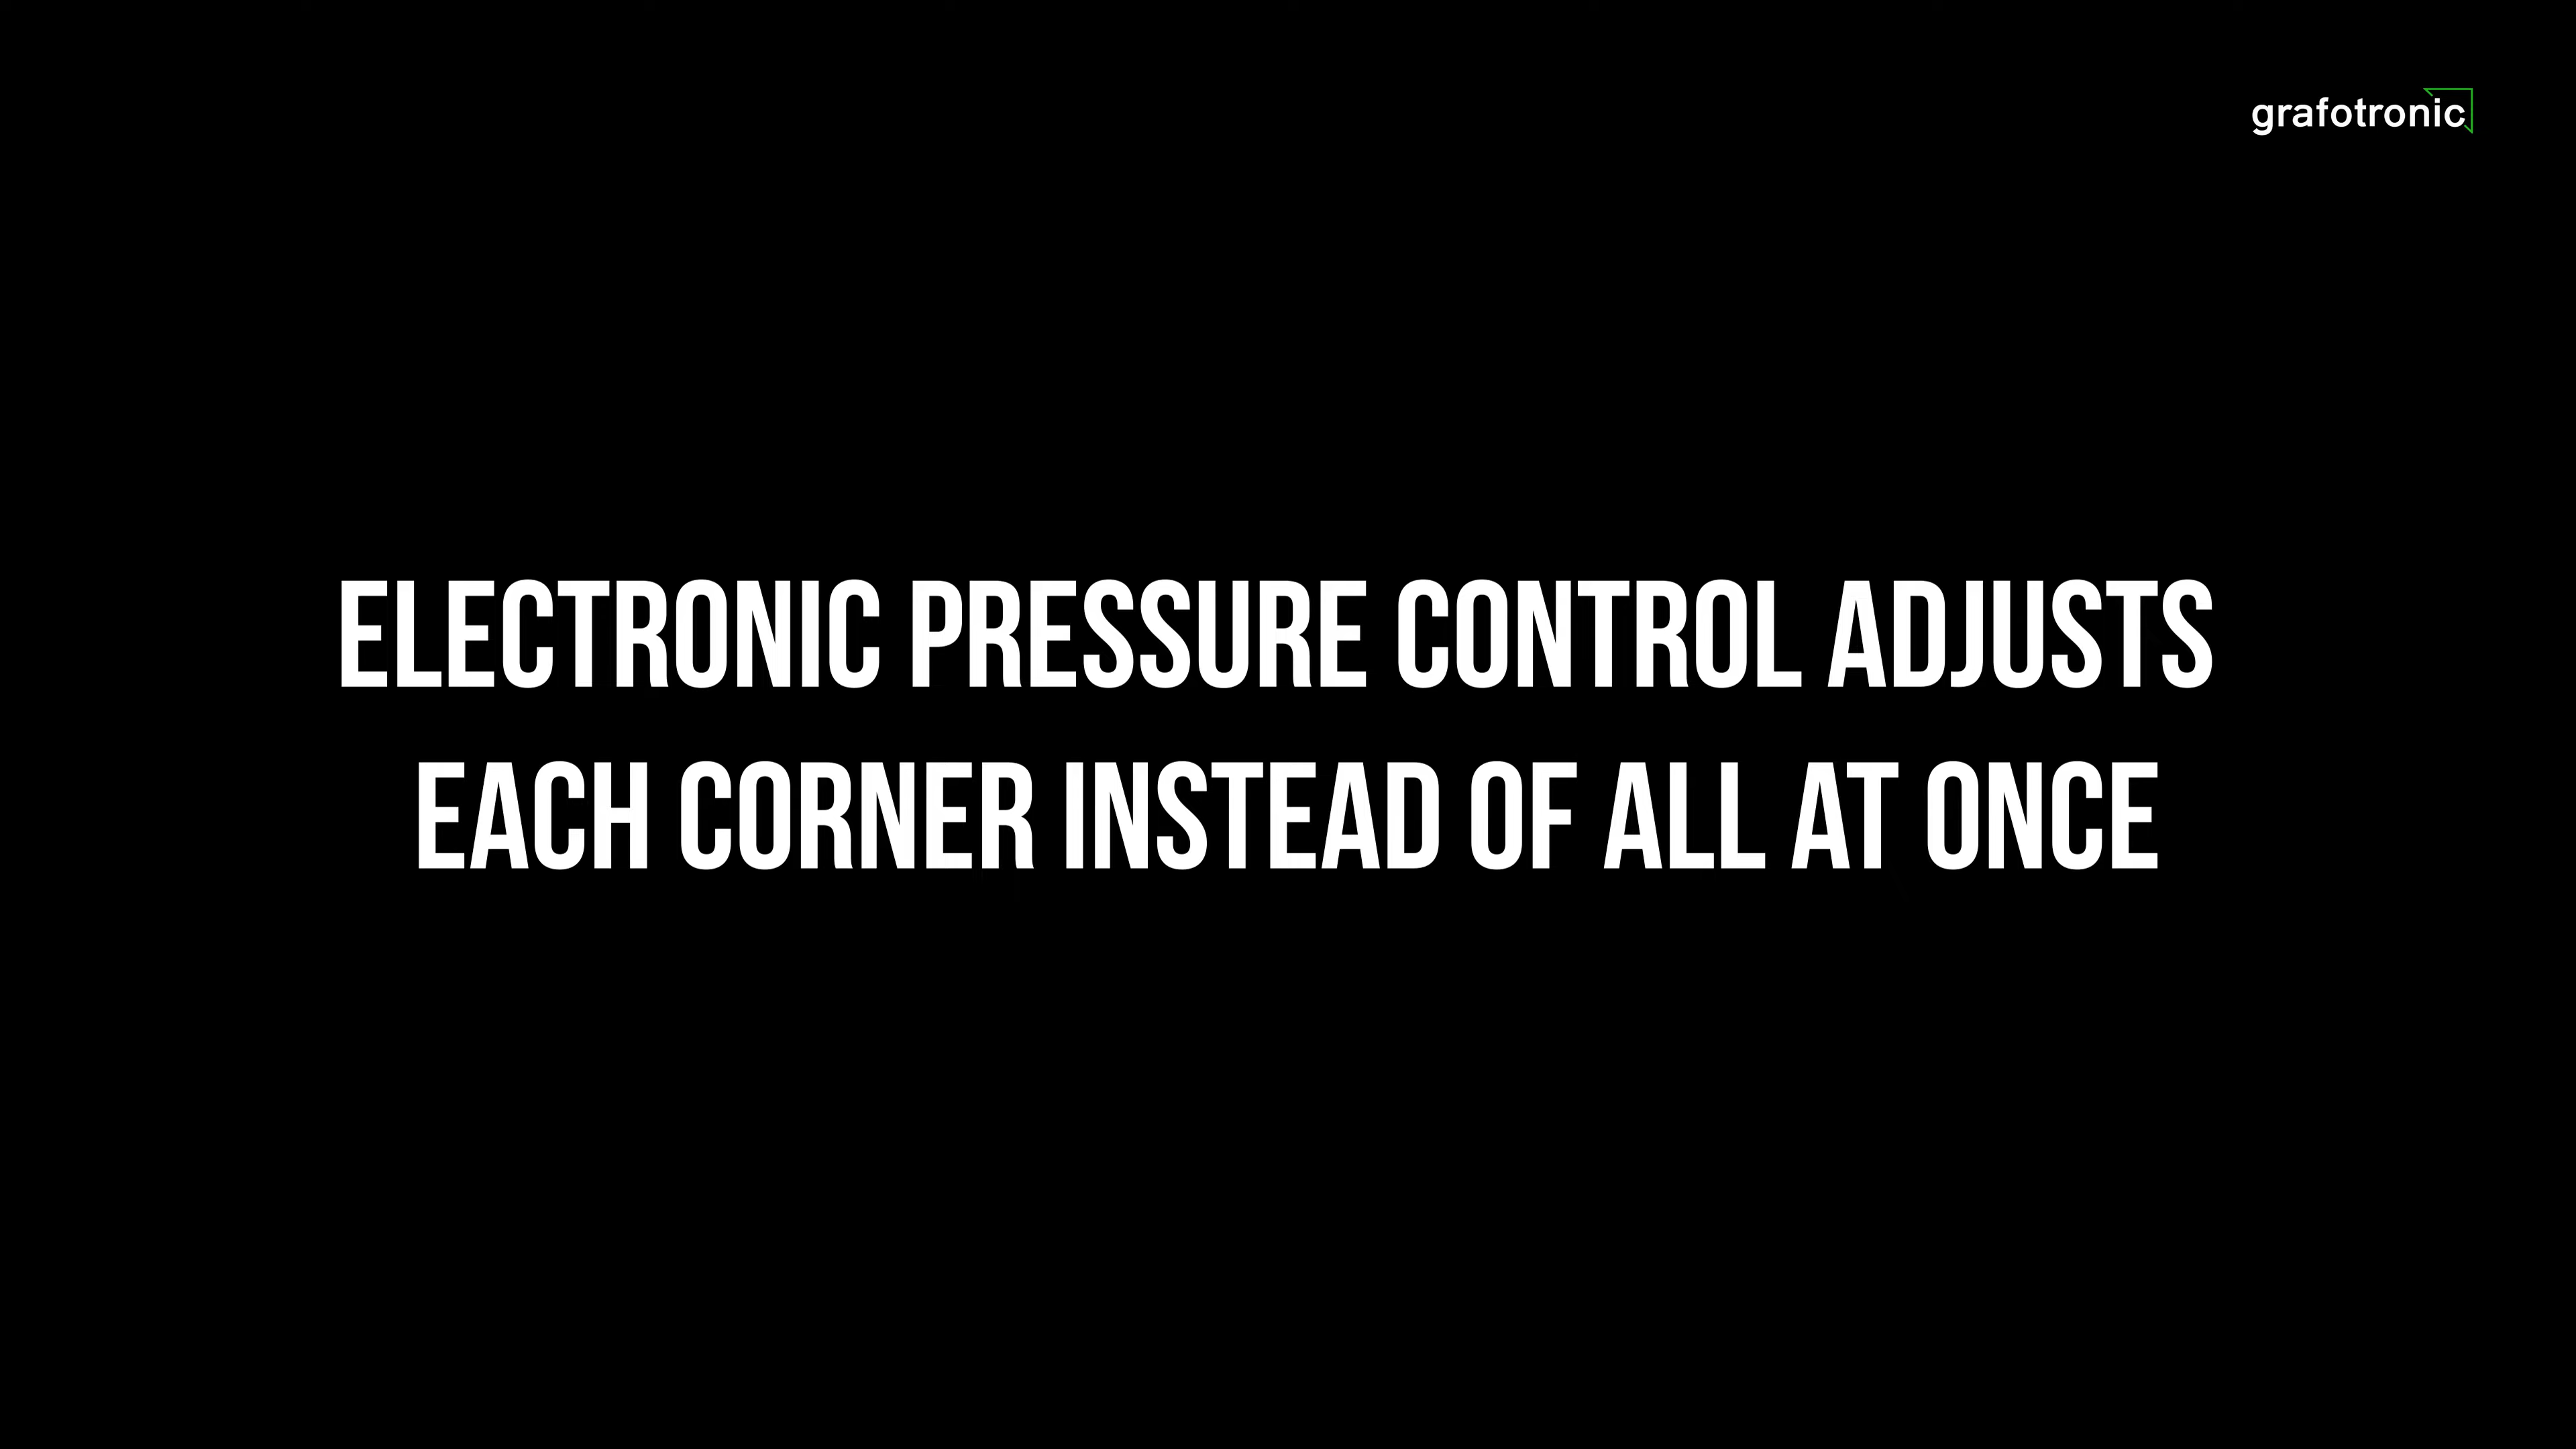 grafotronic
ELECTRONIC PRESSURE CONTROL ADJUSTS
EACH CORNER INSTEAD OF ALL AT ONCE